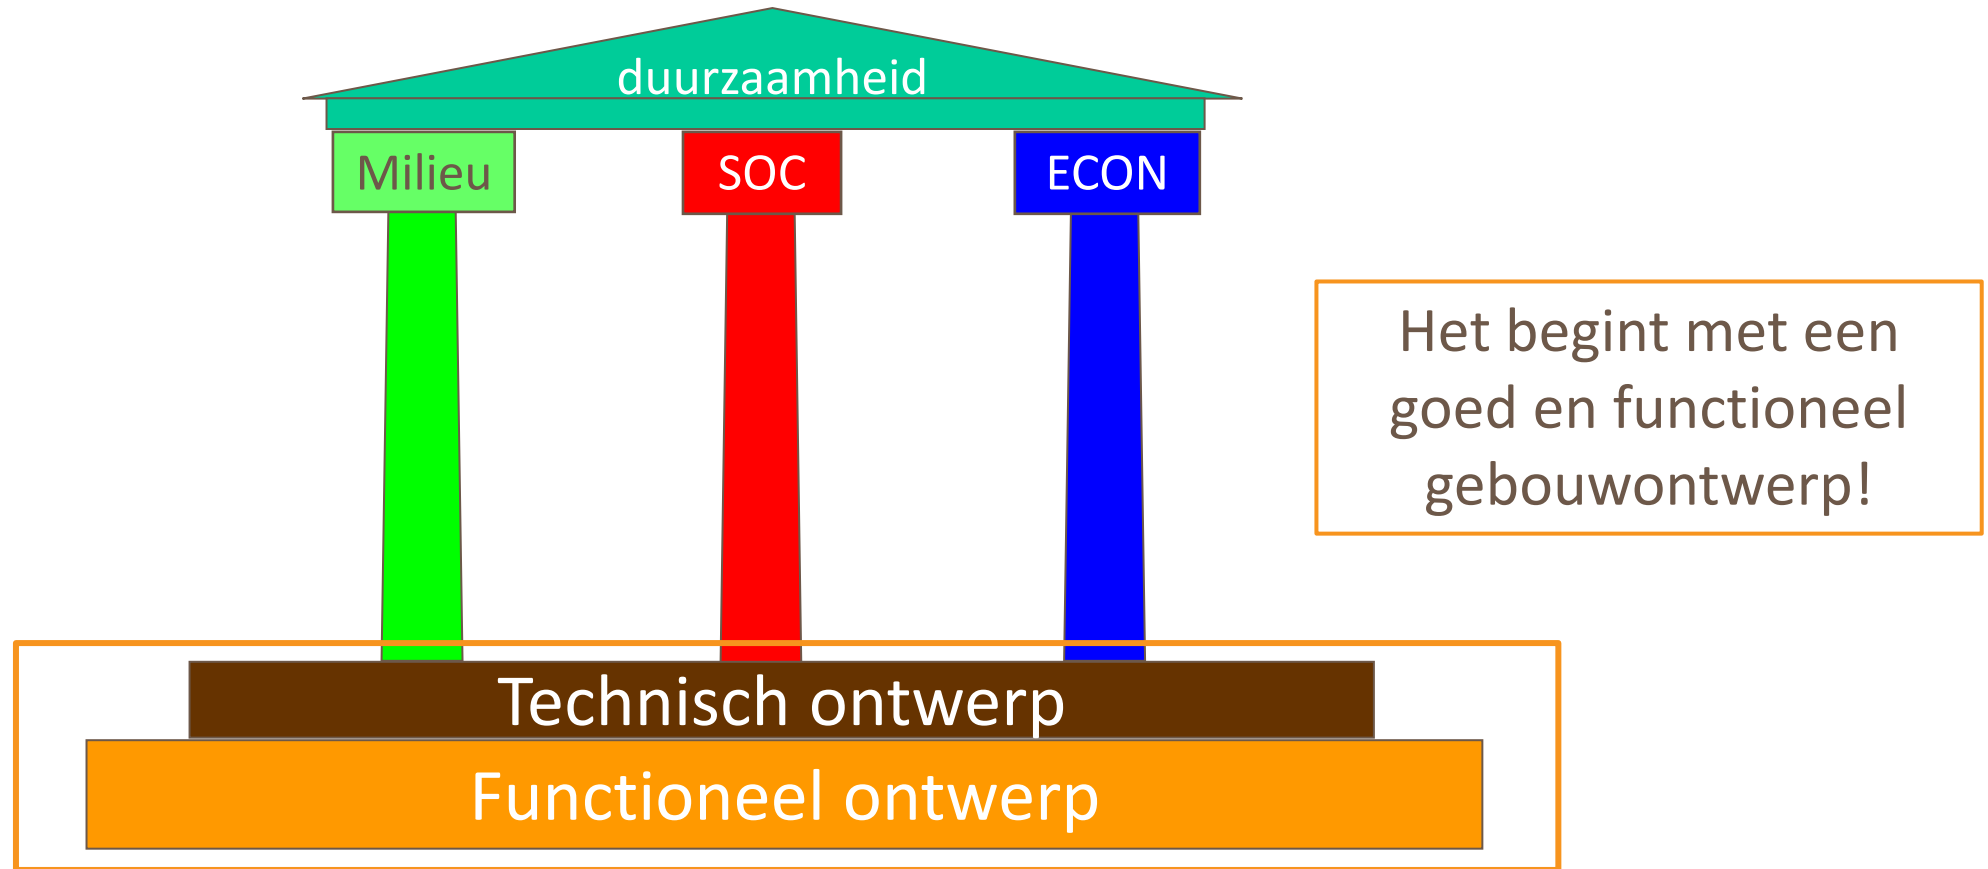 duurzaamheid
Milieu
SOC
ECON
Het begint met een
goed en functioneel
gebouwontwerp!
Technisch ontwerp
Functioneel ontwerp